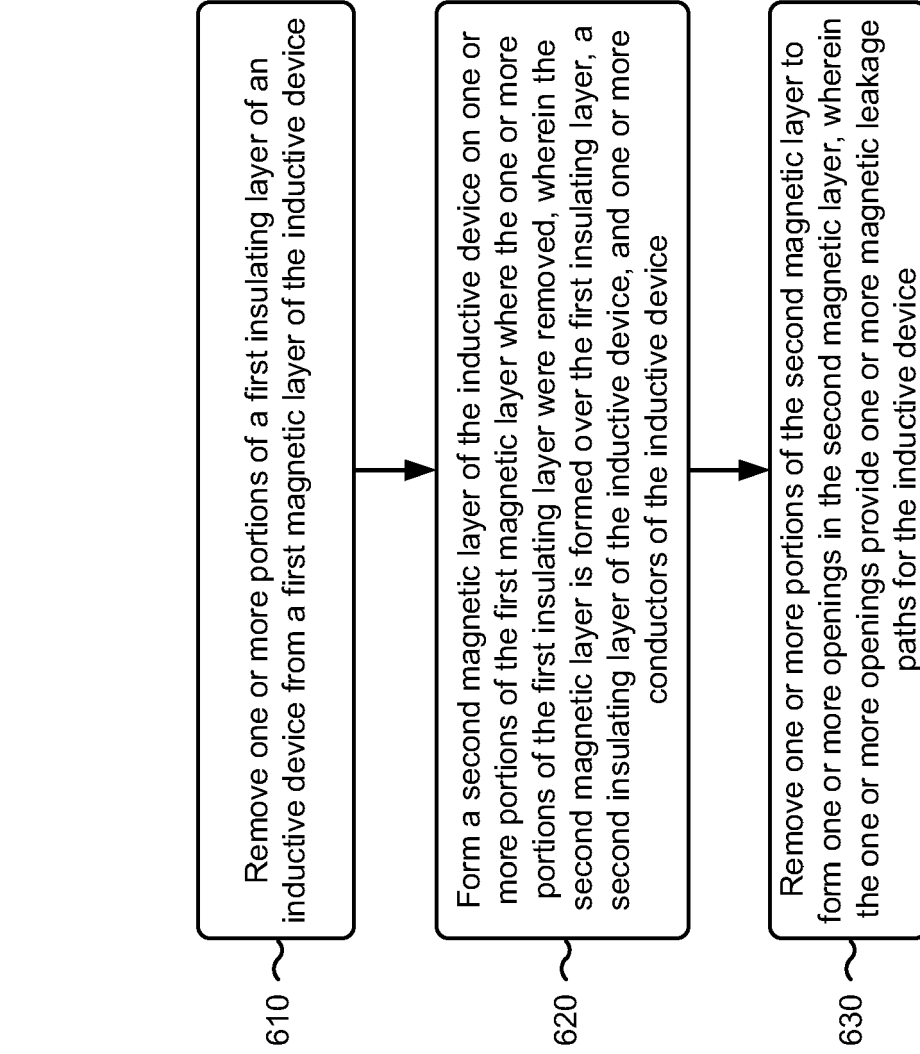 610
Remove one or more portions of a first insulating layer of an
inductive device from a first magnetic layer of the inductive device
620
Form a second magnetic layer of the inductive device on one or
more portions of the first magnetic layer where the one or more
portions of the first insulating layer were removed, wherein the
second magnetic layer is formed over the first insulating layer, a
second insulating layer of the inductive device, and one or more
conductors of the inductive device
630
Remove one or more portions of the second magnetic layer to
form one or more openings in the second magnetic layer, wherein
the one or more openings provide one or more magnetic leakage
paths for the inductive device